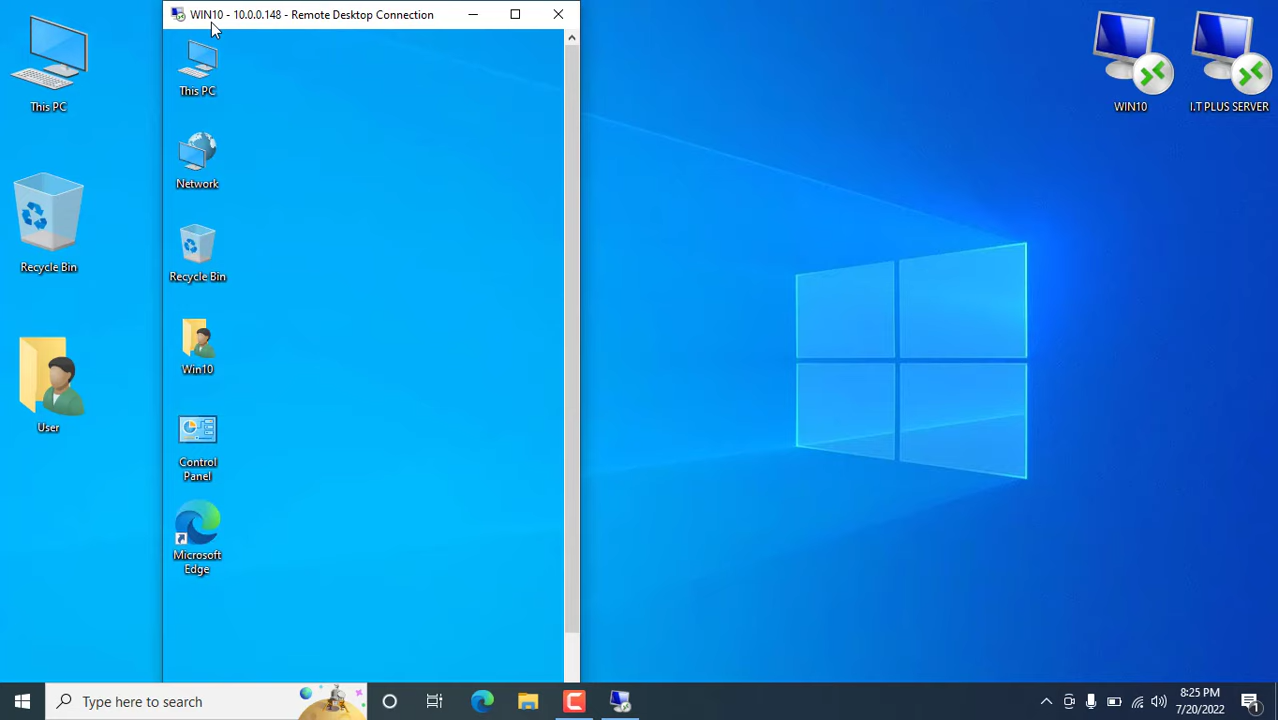 WIN10 - 10.0.0.148 - Remote Desktop Connection
This PC
Recycle Bin
User
This PC
Network
Recycle Bin
Win10
Control
Panel
Microsoft
Edge
WIN10
I.T PLUS SERVER
Type here to search
8:25 PM
7/20/2022
1